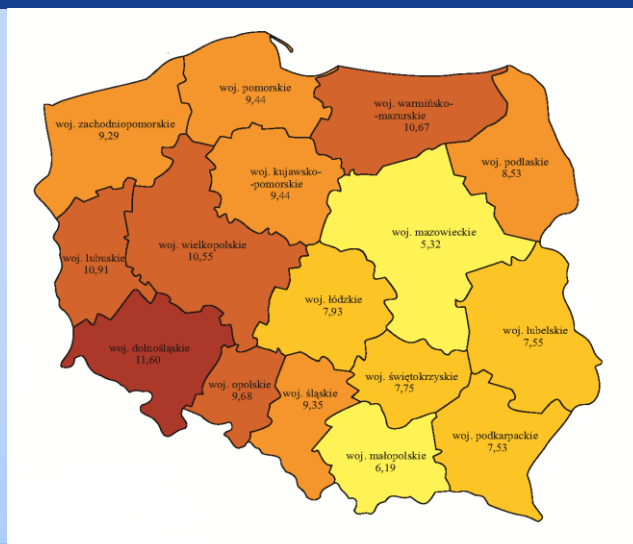 woj. pomorskie
9,44
woj. warmińsko-
-mazurskie
10,67
woj. zachodniopomorskie
9,29
woj. podlaskie
8,53
woj. kujawsko-
-pomorskie
9,44
woj. mazowieckie
5,32
woj. wielkopolskie
10,55
woj. lubuskie
10,91
woj. łódzkie
7,93
woj. lubelskie
7,55
woj. dolnośląskie
11,60
woj. świętokrzyskie
7,75
woj. opolskie
9,68
woj. śląskie
9,35
woj. podkarpackie
7,53
woj. małopolskie
6,19